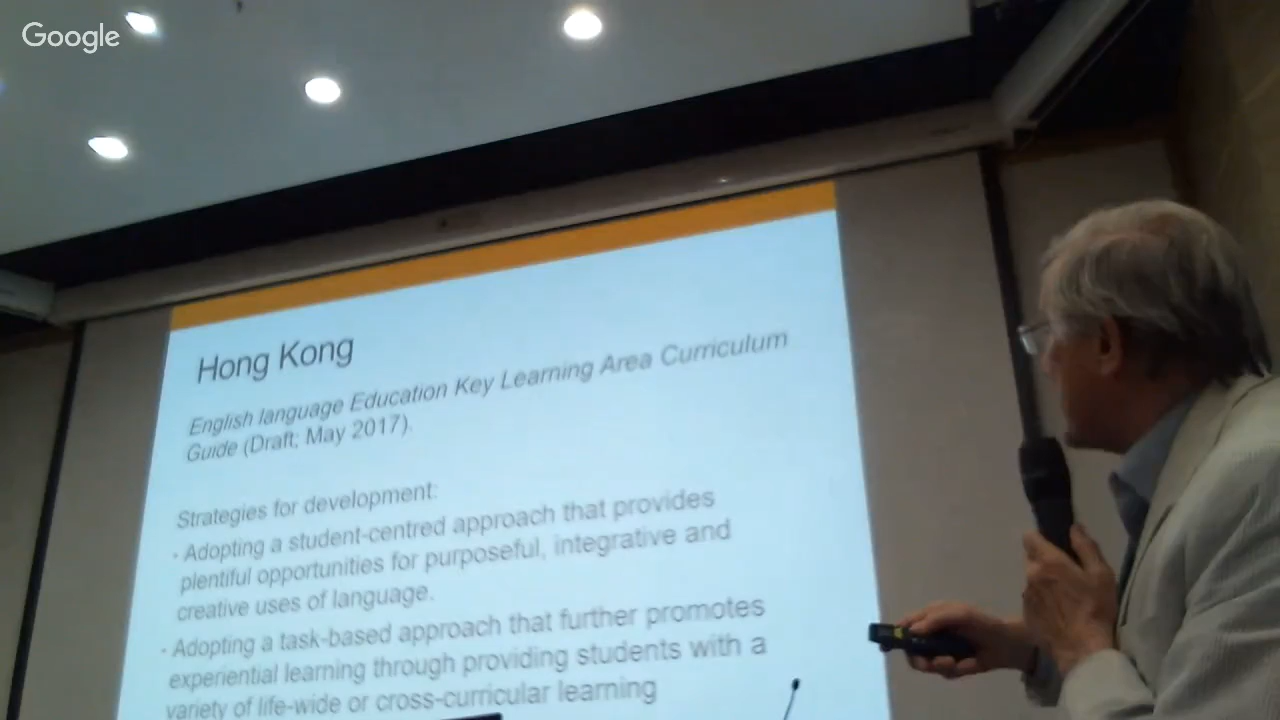 Google
Hong Kong
English language Education Key Learning Area Curriculum
Guide (Draft; May 2017).
Strategies for development:
• Adopting a student-centred approach that provides
plentiful opportunities for purposeful, integrative and
creative uses of language.
• Adopting a task-based approach that further promotes
experiential learning through providing students with a
variety of life-wide or cross-curricular learning